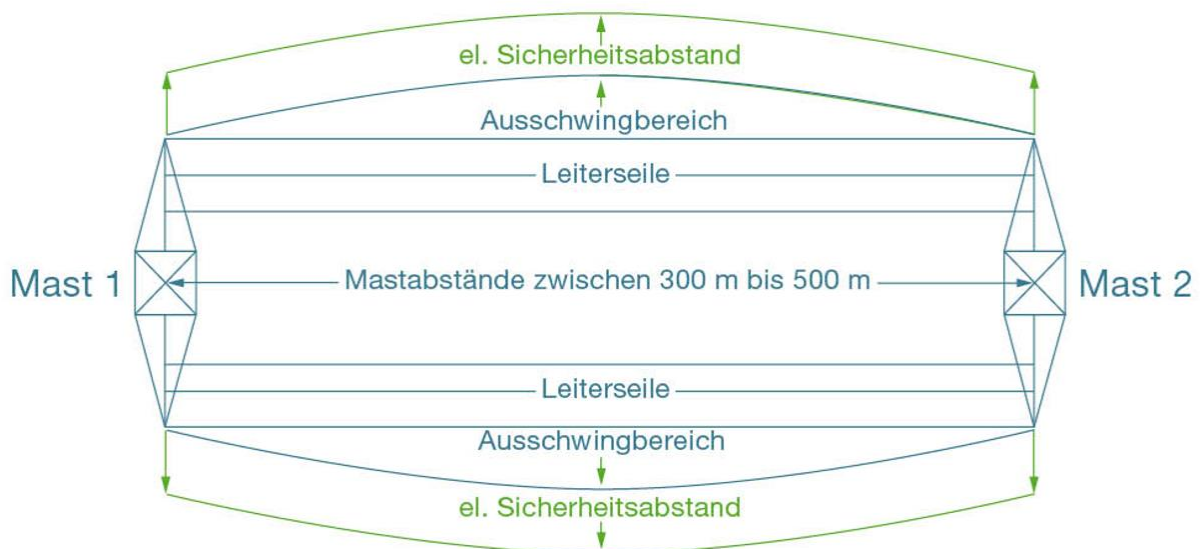 el. Sicherheitsabstand
Ausschwingbereich
Leiterseile
Mast 1
Mastabstände zwischen 300 m bis 500 m
Mast 2
Leiterseile
Ausschwingbereich
el. Sicherheitsabstand